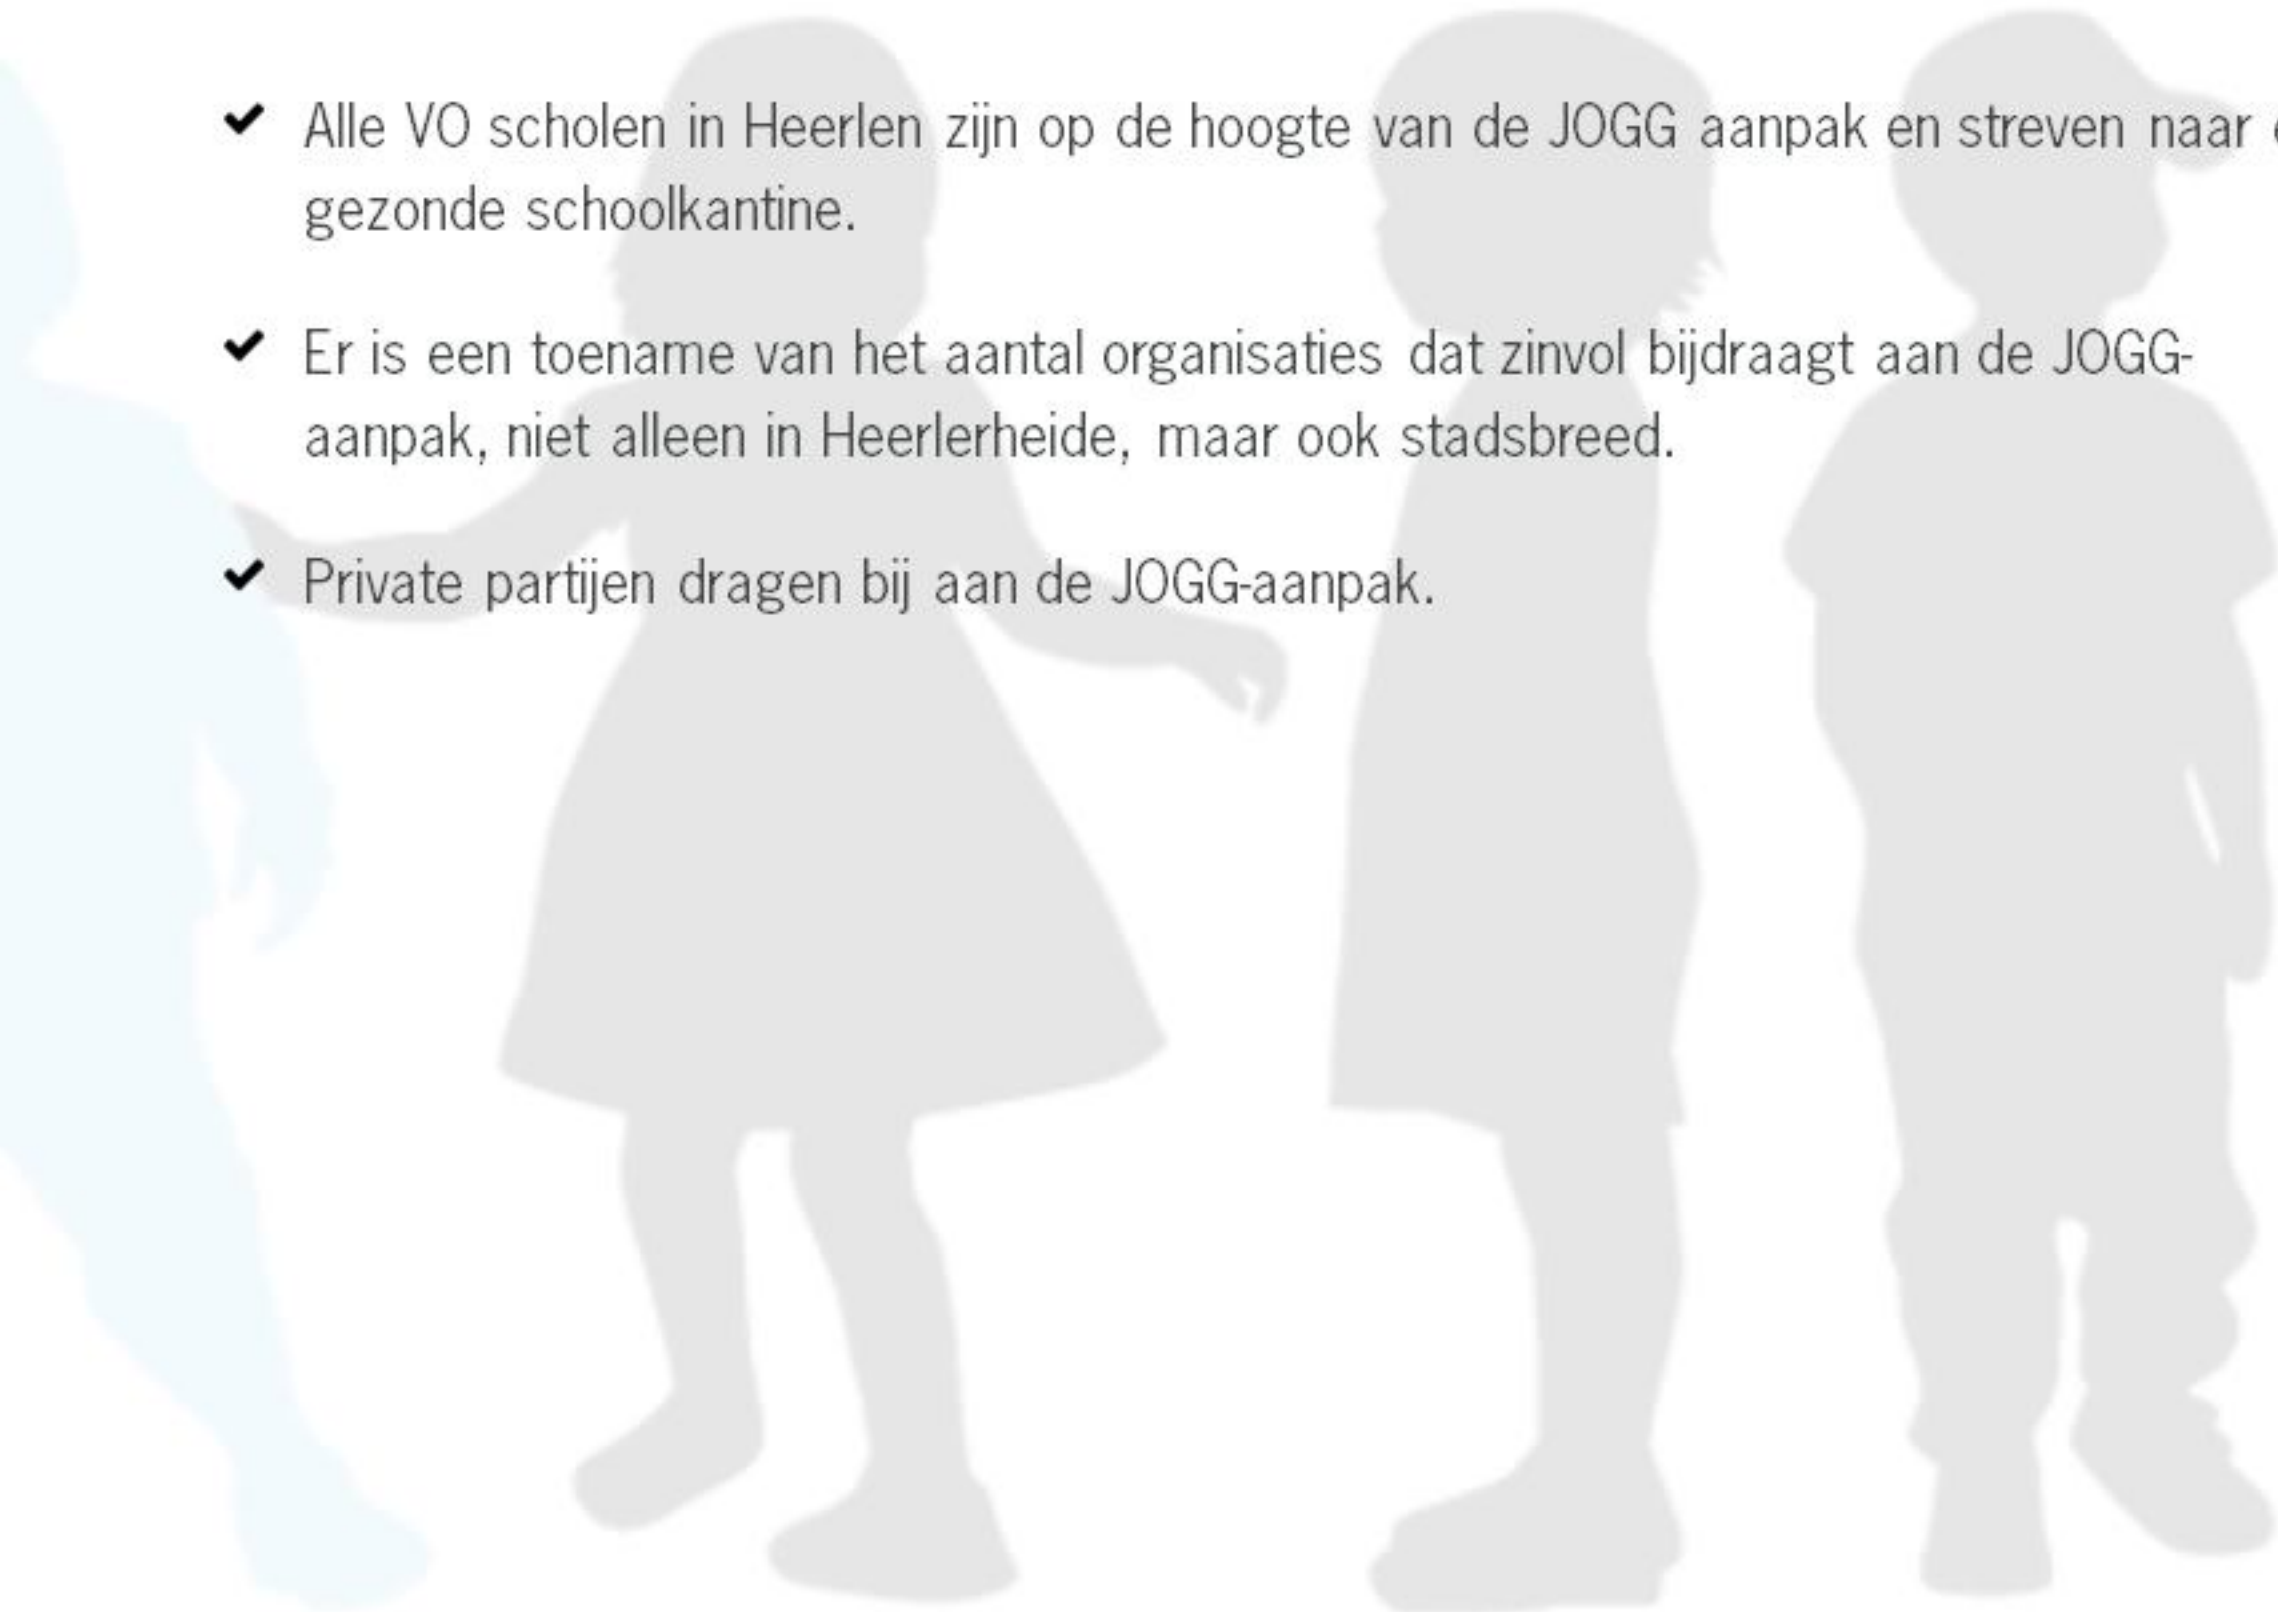 ✔ Alle VO scholen in Heerlen zijn op de hoogte van de JOGG aanpak en streven naar
gezonde schoolkantine.
✔ Er is een toename van het aantal organisaties dat zinvol bijdraagt aan de JOGG-
aanpak, niet alleen in Heerlerheide, maar ook stadsbreed.
✔ Private partijen dragen bij aan de JOGG-aanpak.